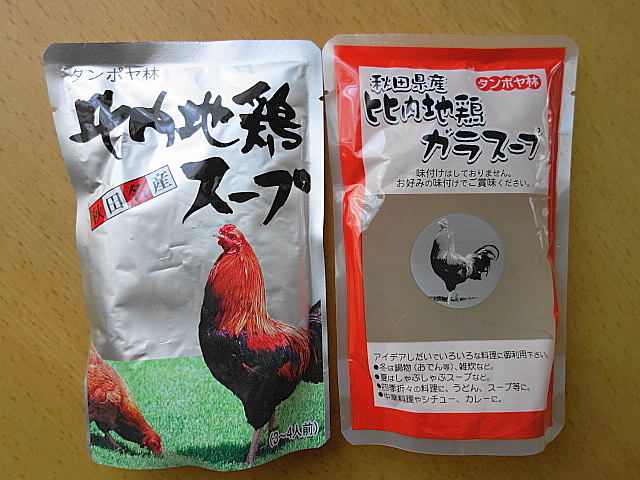 タンポヤ林
比内地鶏
スープ
秋田名産
(3〜4人前)
秋田県産
タンポヤ林
比内地鶏
ガラスープ
味付けはしておりません。
お好みの味付けでご賞味ください。
アイデアしだいでいろいろな料理に御利用下さい。
●冬は鍋物(おでん等)、雑炊など。
●夏はしゃぶしゃぶスープなど。
●四季折々の料理に。うどん、スープ等に。
●中華料理やシチュー、カレーに。